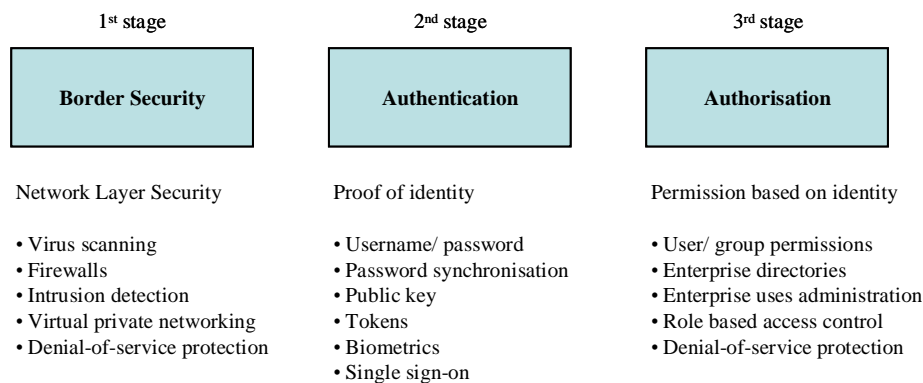 1st stage
Border Security
Network Layer Security
• Virus scanning
• Firewalls
• Intrusion detection
• Virtual private networking
• Denial-of-service protection
2nd stage
Authentication
Proof of identity
• Username/ password
• Password synchronisation
• Public key
• Tokens
• Biometrics
• Single sign-on
3rd stage
Authorisation
Permission based on identity
• User/ group permissions
• Enterprise directories
• Enterprise uses administration
• Role based access control
• Denial-of-service protection